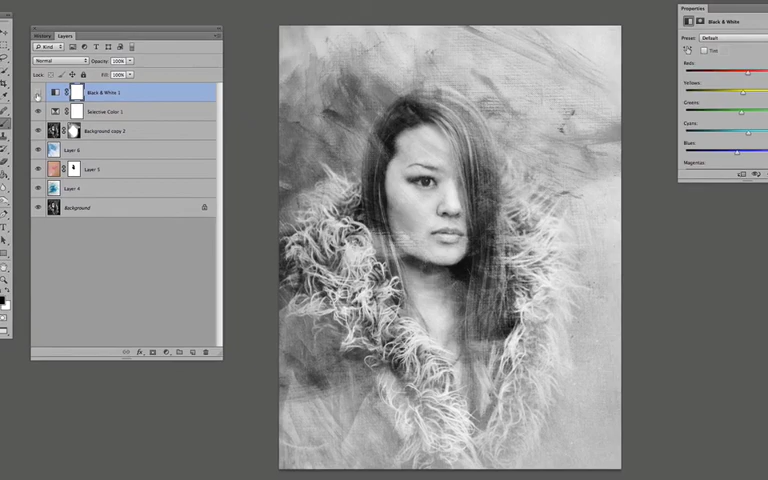 History Layers
Kind
Normal Opacity: 100%
Lock: Fill: 100%
Black & White 1
Selective Color 1
Background copy 2
Layer 6
Layer 5
Layer 4
Background
fx
Properties
Black & White
Preset: Default
Tint
Reds:
Yellows:
Greens:
Cyans:
Blues:
Magentas: